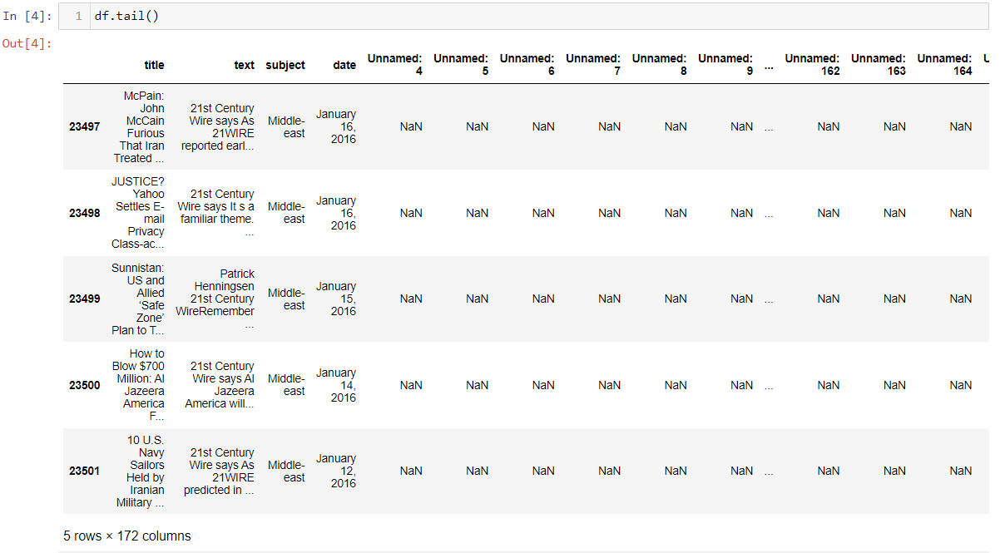 In [4]: 1 df.tail()
Out[4]:
title text subject date Unnamed: 4 Unnamed: 5 Unnamed: 6 Unnamed: 7 Unnamed: 8 Unnamed: 9 ... Unnamed: 162 Unnamed: 163 Unnamed: 164 U
23497 McPain: John McCain Furious That Iran Treated ... 21st Century Wire says As 21WIRE reported earl... Middle-east January 16, 2016 NaN NaN NaN NaN NaN NaN ... NaN NaN NaN
23498 JUSTICE? Yahoo Settles E-mail Privacy Class-ac... 21st Century Wire says It s a familiar theme. ... Middle-east January 16, 2016 NaN NaN NaN NaN NaN NaN ... NaN NaN NaN
23499 Sunnistan: US and Allied ‘Safe Zone’ Plan to T... Patrick Henningsen 21st Century WireRemember ... Middle-east January 15, 2016 NaN NaN NaN NaN NaN NaN ... NaN NaN NaN
23500 How to Blow $700 Million: Al Jazeera America F... 21st Century Wire says Al Jazeera America will... Middle-east January 14, 2016 NaN NaN NaN NaN NaN NaN ... NaN NaN NaN
23501 10 U.S. Navy Sailors Held by Iranian Military ... 21st Century Wire says As 21WIRE predicted in ... Middle-east January 12, 2016 NaN NaN NaN NaN NaN NaN ... NaN NaN NaN
5 rows × 172 columns